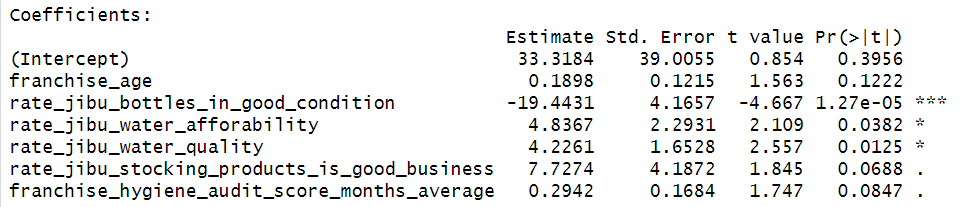 Coefficients:
Estimate Std. Error t value Pr(>|t|)
(Intercept) 33.3184 39.0055 0.854 0.3956
franchise_age 0.1898 0.1215 1.563 0.1222
rate_jibu_bottles_in_good_condition -19.4431 4.1657 -4.667 1.27e-05 ***
rate_jibu_water_afforability 4.8367 2.2931 2.109 0.0382 *
rate_jibu_water_quality 4.2261 1.6528 2.557 0.0125 *
rate_jibu_stocking_products_is_good_business 7.7274 4.1872 1.845 0.0688 .
franchise_hygiene_audit_score_months_average 0.2942 0.1684 1.747 0.0847 .